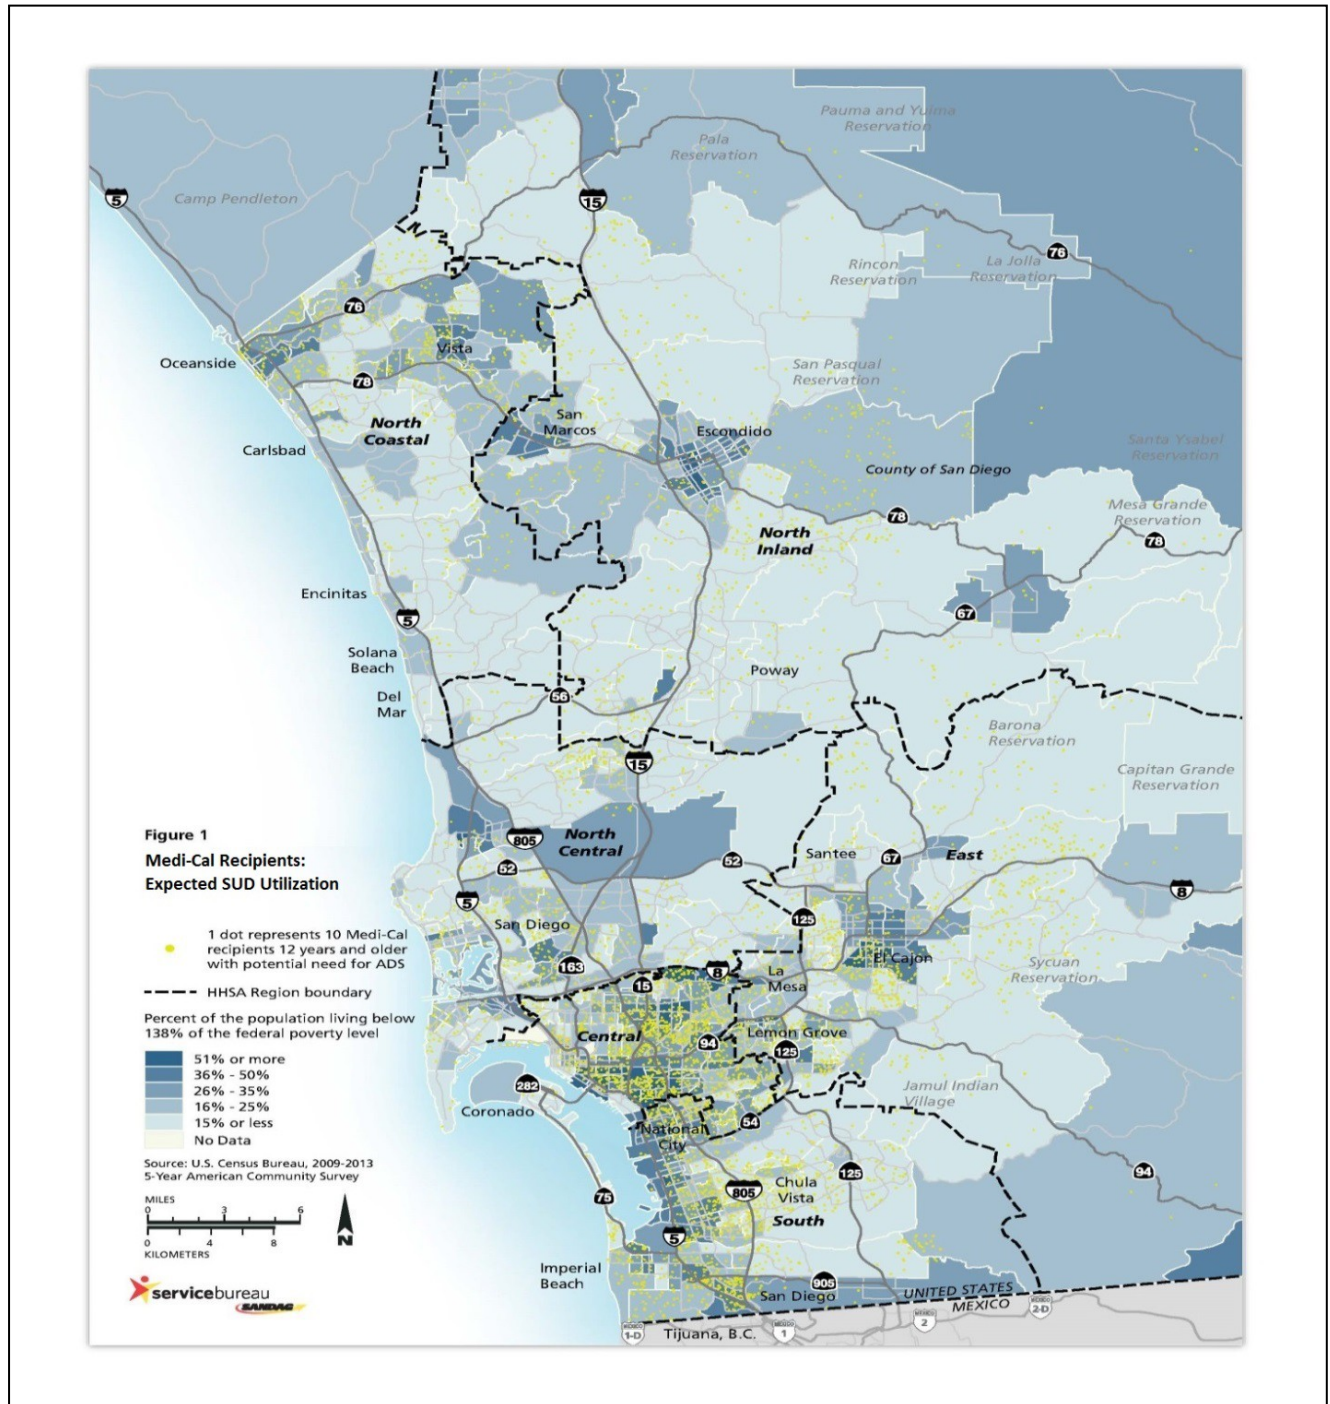 Pauma and Yuima
Reservation
Pala
Reservation
Camp Pendleton
5
15
76
Rincon
Reservation
La Jolla
Reservation
76
Oceanside
Vista
78
San Pasqual
Reservation
North
Coastal
San
Marcos
Escondido
Carlsbad
Santa Ysabel
Reservation
County of San Diego
78
Mesa Grande
Reservation
78
North
Inland
Encinitas
5
67
Solana
Beach
Poway
Del
Mar
56
Barona
Reservation
15
Capitan Grande
Reservation
Figure 1
Medi-Cal Recipients:
Expected SUD Utilization
805
North
Central
52
52
Santee
67
East
8
5
San Diego
125
1 dot represents 10 Medi-Cal
recipients 12 years and older
with potential need for ADS
HHSA Region boundary
163
15
8
La
Mesa
El Cajon
Sycuan
Reservation
Percent of the population living below
138% of the federal poverty level
51% or more
36% - 50%
26% - 35%
16% - 25%
15% or less
No Data
Central
94
Lemon Grove
125
282
Coronado
Jamul Indian
Village
National
City
54
Source: U.S. Census Bureau, 2009-2013
5-Year American Community Survey
MILES
0 3 6
0 4 8
KILOMETERS
N
75
805
Chula
Vista
South
125
94
5
Imperial
Beach
905
San Diego
UNITED STATES
MEXICO
servicebureau
SANDAG
MEXICO
1-D
Tijuana, B.C.
MEXICO
1
MEXICO
2
MEXICO
2-D